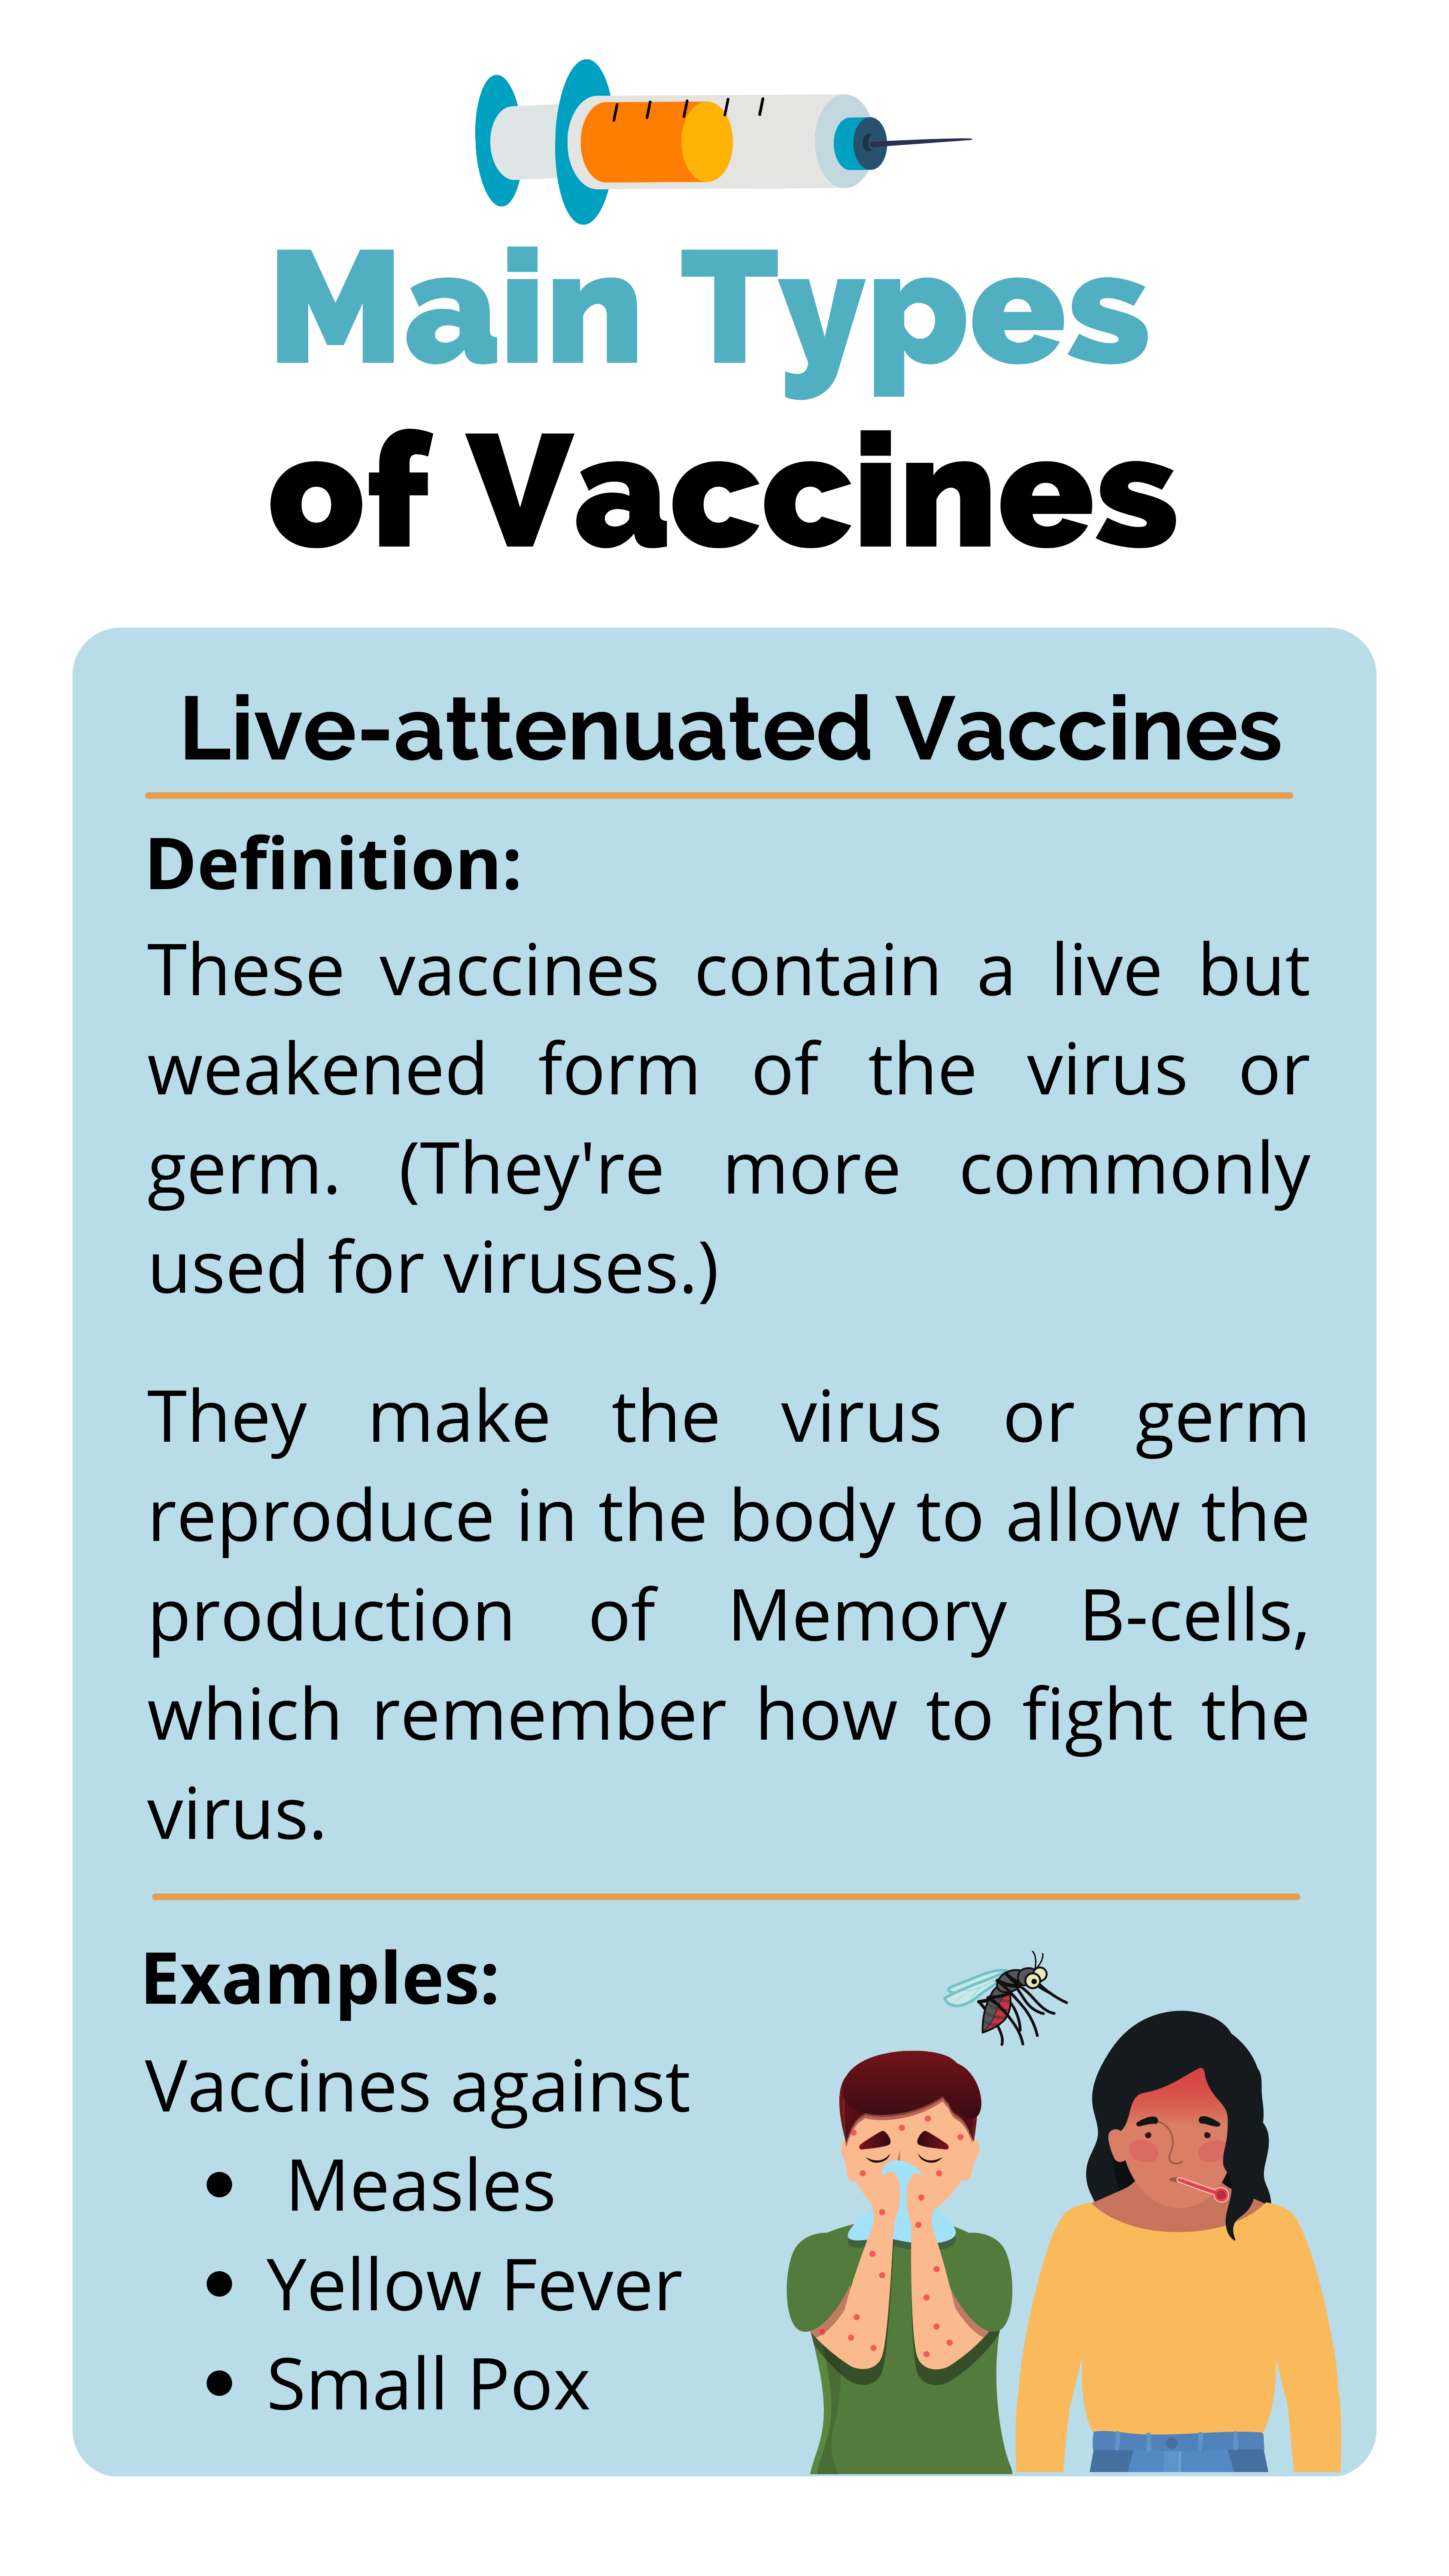 Main Types
of Vaccines
Live-attenuated Vaccines
Definition:
These vaccines contain a live but
weakened form of the virus or
germ. (They're more commonly
used for viruses.)
They make the virus or germ
reproduce in the body to allow the
production of Memory B-cells,
which remember how to fight the
virus.
Examples:
Vaccines against
• Measles
• Yellow Fever
• Small Pox